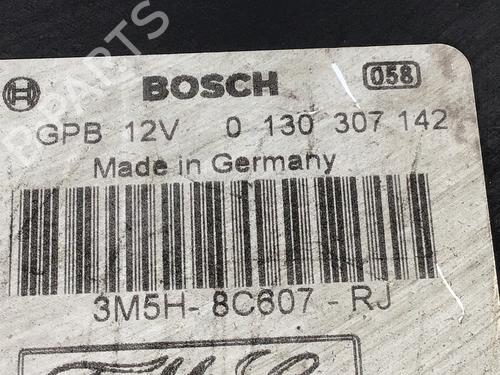 BOSCH 058
GPB 12V 0 130 307 142
Made in Germany
3M5H- 8C607 - RJ